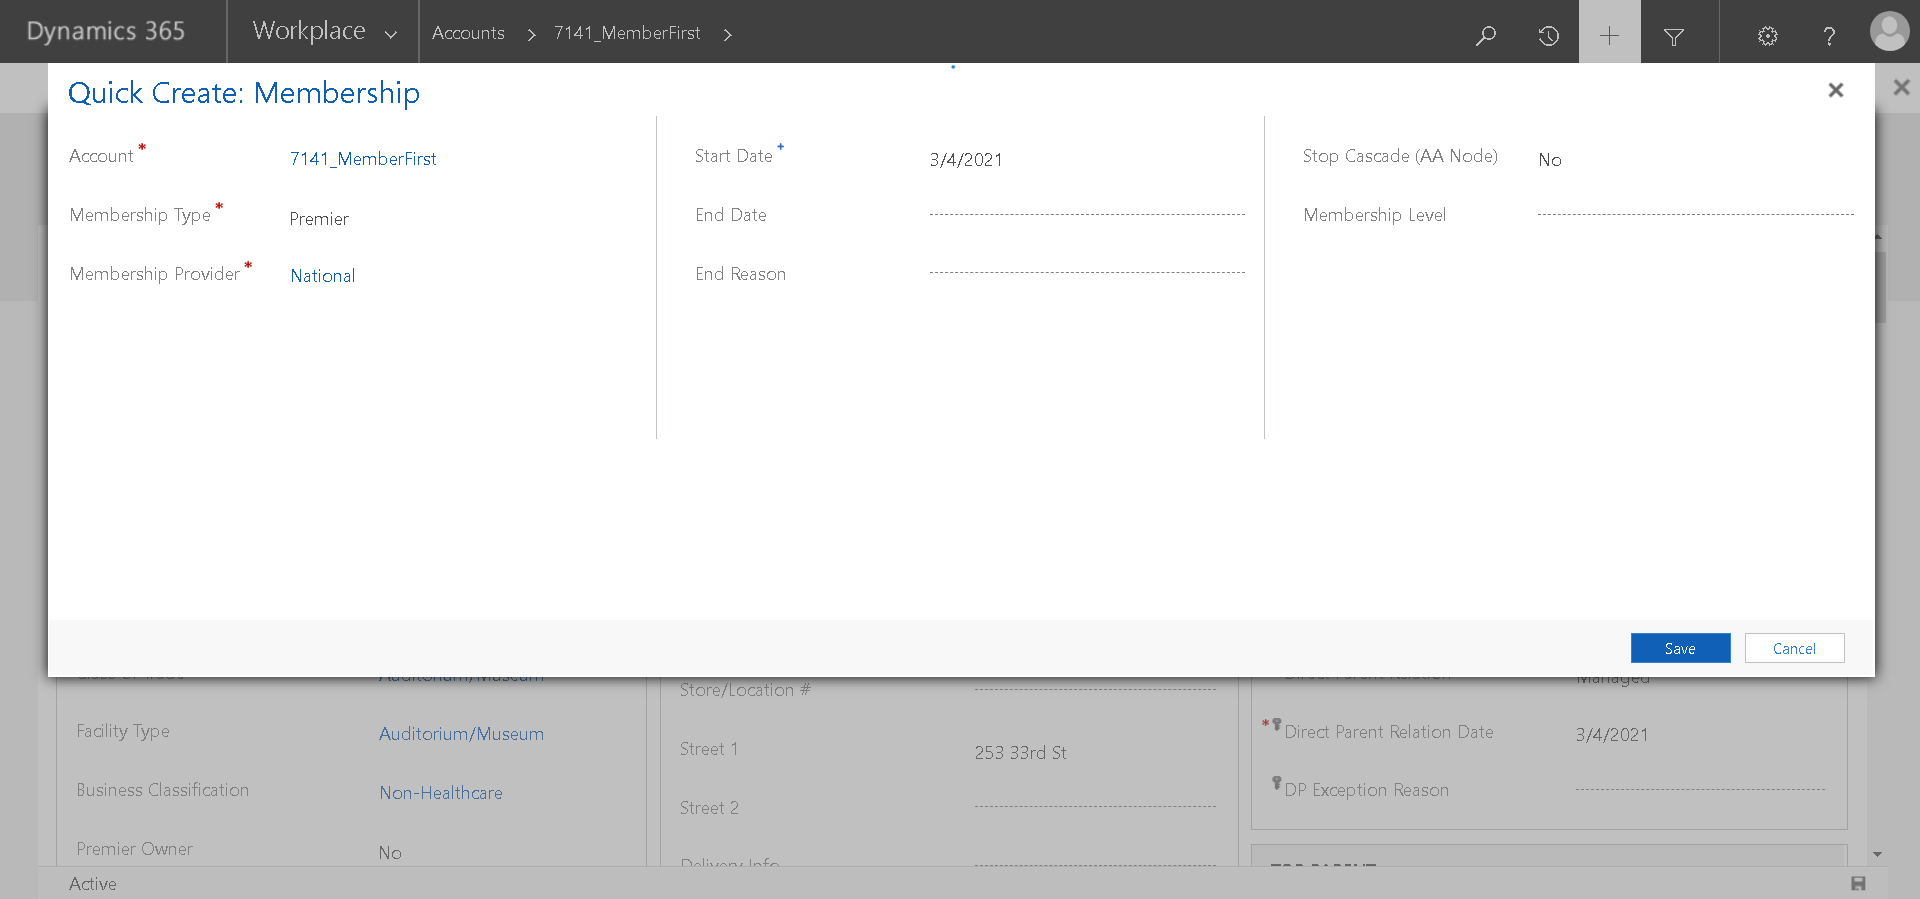 Dynamics 365
Workplace
Accounts
7141_MemberFirst
Quick Create: Membership
Account *
7141_MemberFirst
Membership Type *
Premier
Membership Provider *
National
Start Date +
3/4/2021
End Date
End Reason
Stop Cascade (AA Node)
No
Membership Level
Save
Cancel
Auditorium/Museum
Facility Type
Auditorium/Museum
Business Classification
Non-Healthcare
Premier Owner
No
Store/Location #
Street 1
253 33rd St
Street 2
Delivery Info
Managed
* Direct Parent Relation Date
3/4/2021
DP Exception Reason
Active